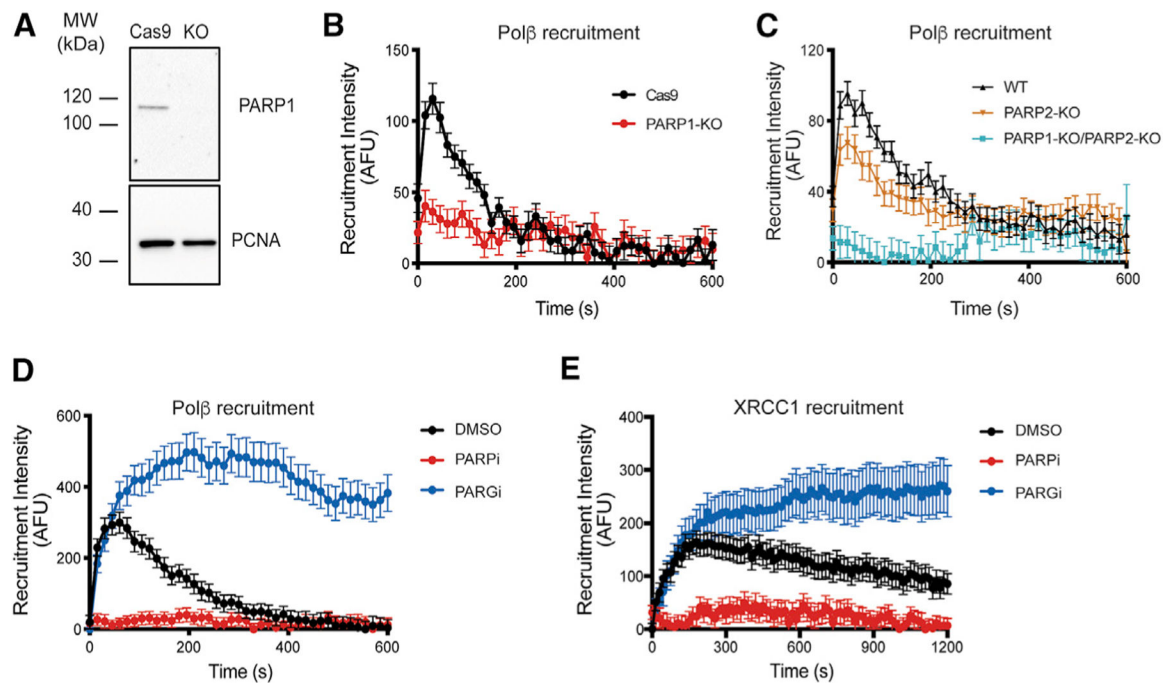 A
MW
(kDa)
Cas9 KO
120
100
PARP1
40
30
PCNA
B
Polβ recruitment
Recruitment Intensity
(AFU)
150
100
50
0
Cas9
PARP1-KO
0 200 400 600
Time (s)
C
Polβ recruitment
Recruitment Intensity
(AFU)
120
80
40
0
WT
PARP2-KO
PARP1-KO/PARP2-KO
0 200 400 600
Time (s)
D
Polβ recruitment
Recruitment Intensity
(AFU)
600
400
200
0
DMSO
PARPi
PARGi
0 200 400 600
Time (s)
E
XRCC1 recruitment
Recruitment Intensity
(AFU)
400
300
200
100
0
DMSO
PARPi
PARGi
0 300 600 900 1200
Time (s)